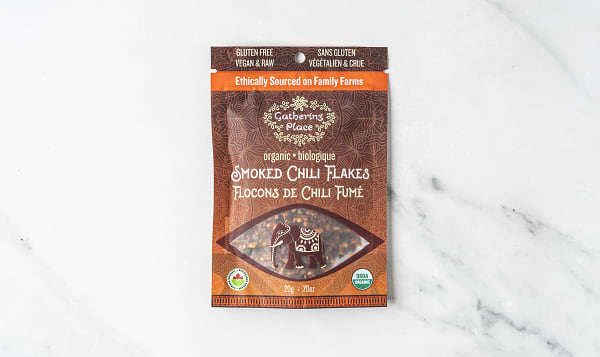 GLUTEN FREE
VEGAN & RAW
SANS GLUTEN
VÉGÉTALIEN & CRUE
Ethically Sourced on Family Farms
Gathering
Place
organic • biologique
SMOKED CHILI FLAKES
FLOCONS DE CHILI FUMÉ
USDA
ORGANIC
20g • .70oz